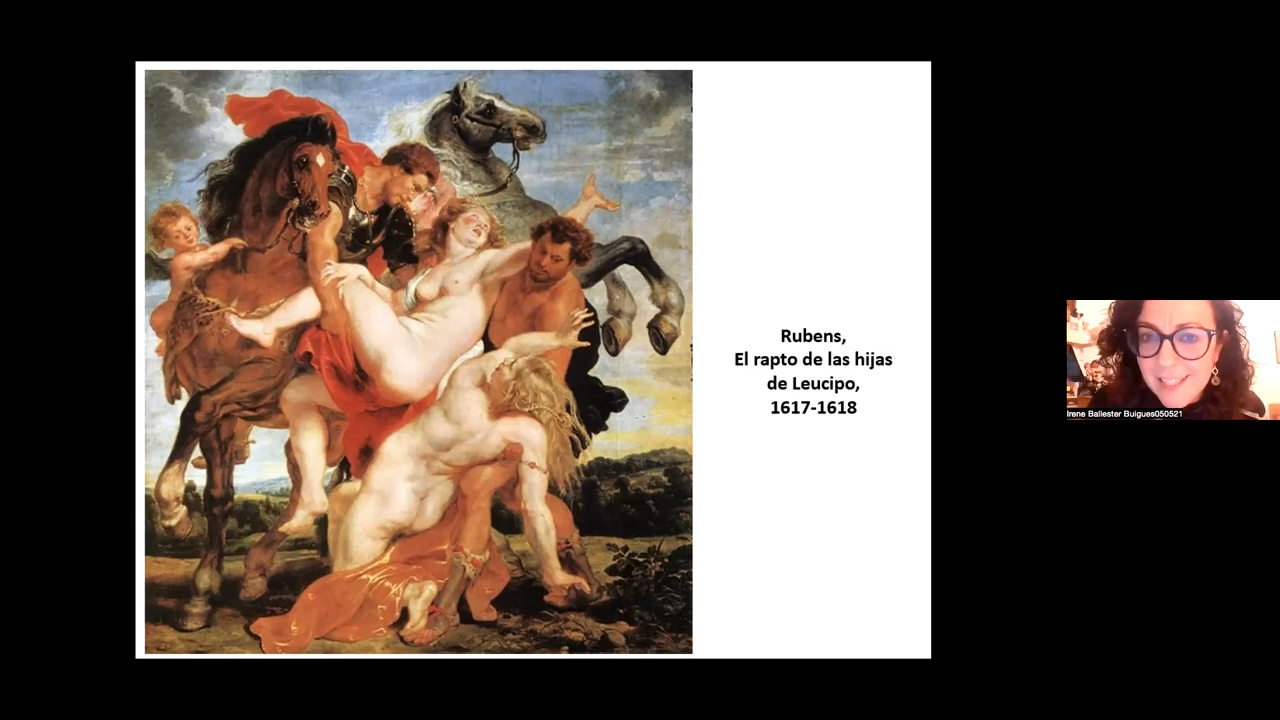 Rubens,
El rapto de las hijas
de Leucipo,
1617-1618
Irene Ballester Buigues050521